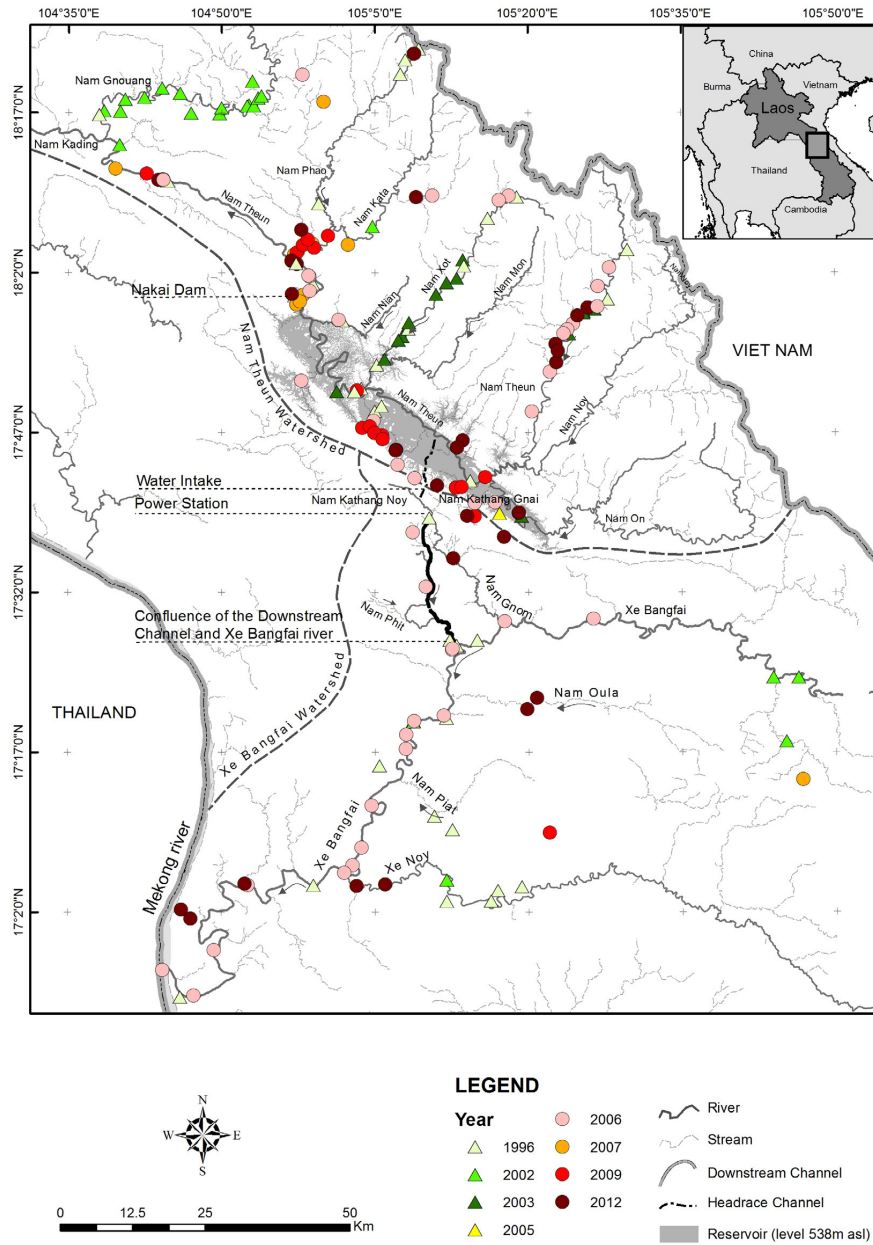 104°35'0"E 104°50'0"E 105°5'0"E 105°20'0"E 105°35'0"E 105°50'0"E
18°17'0"N
18°2'0"N
17°47'0"N
17°32'0"N
17°17'0"N
17°2'0"N
China
Burma
Vietnam
Laos
Thailand
Cambodia
Nam Gnouang
Nam Kading
Nam Phao
Nam Kata
Nam Theun
Nam Xot
Nam Mon
Nam Nian
Nakai Dam
Nam Theun Watershed
VIET NAM
Nam Theun
Nam Noy
Nam Theun
Water Intake
Power Station
Nam Kathang Noy
Nam Kathang Gnai
Nam On
Nam Gnom
Xe Bangfai
Nam Phit
Confluence of the Downstream
Channel and Xe Bangfai river
Nam Oula
THAILAND
Xe Bangfai Watershed
Nam Piat
Xe Bangfai
Xe Noy
Mekong river
LEGEND
Year
1996
2002
2003
2005
2006
2007
2009
2012
River
Stream
Downstream Channel
Headrace Channel
Reservoir (level 538m asl)
N
W E
S
0 12.5 25 50
Km